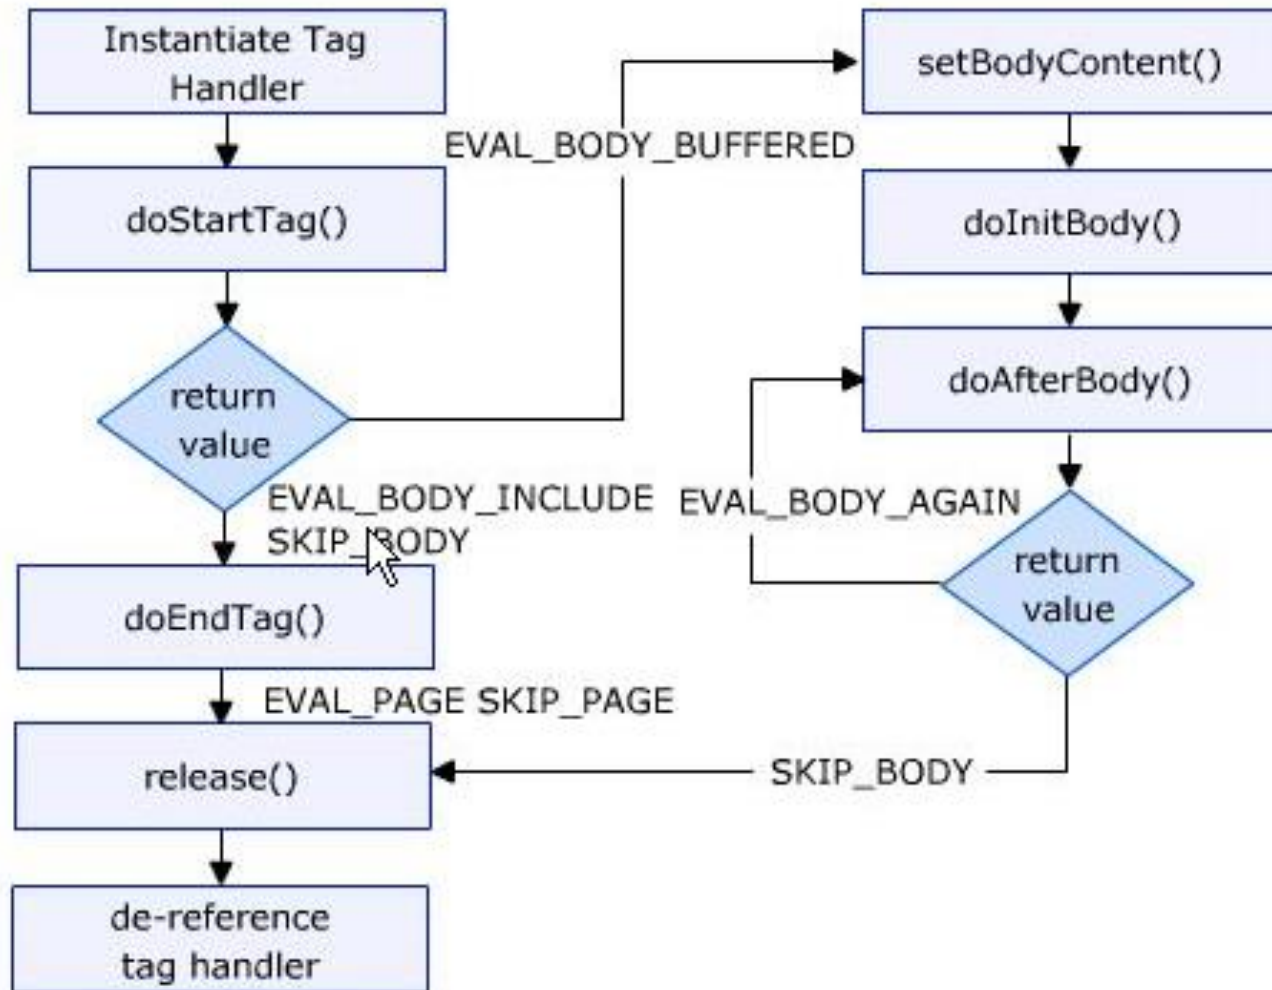 Instantiate Tag
Handler
setBodyContent()
EVAL_BODY_BUFFERED
doStartTag()
doInitBody()
return
value
doAfterBody()
EVAL_BODY_INCLUDE
SKIP_BODY
EVAL_BODY_AGAIN
return
value
doEndTag()
EVAL_PAGE SKIP_PAGE
release()
SKIP_BODY
de-reference
tag handler